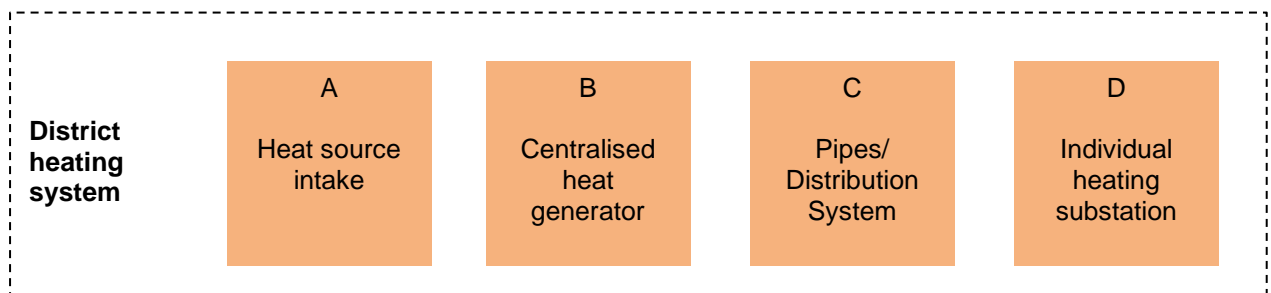 District
heating
system
A
Heat source
intake
B
Centralised
heat
generator
C
Pipes/
Distribution
System
D
Individual
heating
substation